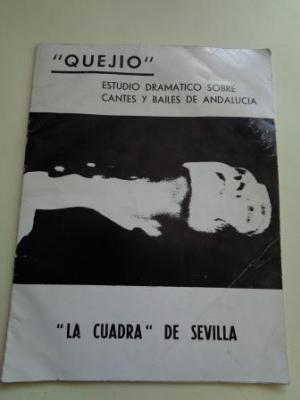 "QUEJIO"
ESTUDIO DRAMATICO SOBRE
CANTES Y BAILES DE ANDALUCIA
"LA CUADRA" DE SEVILLA